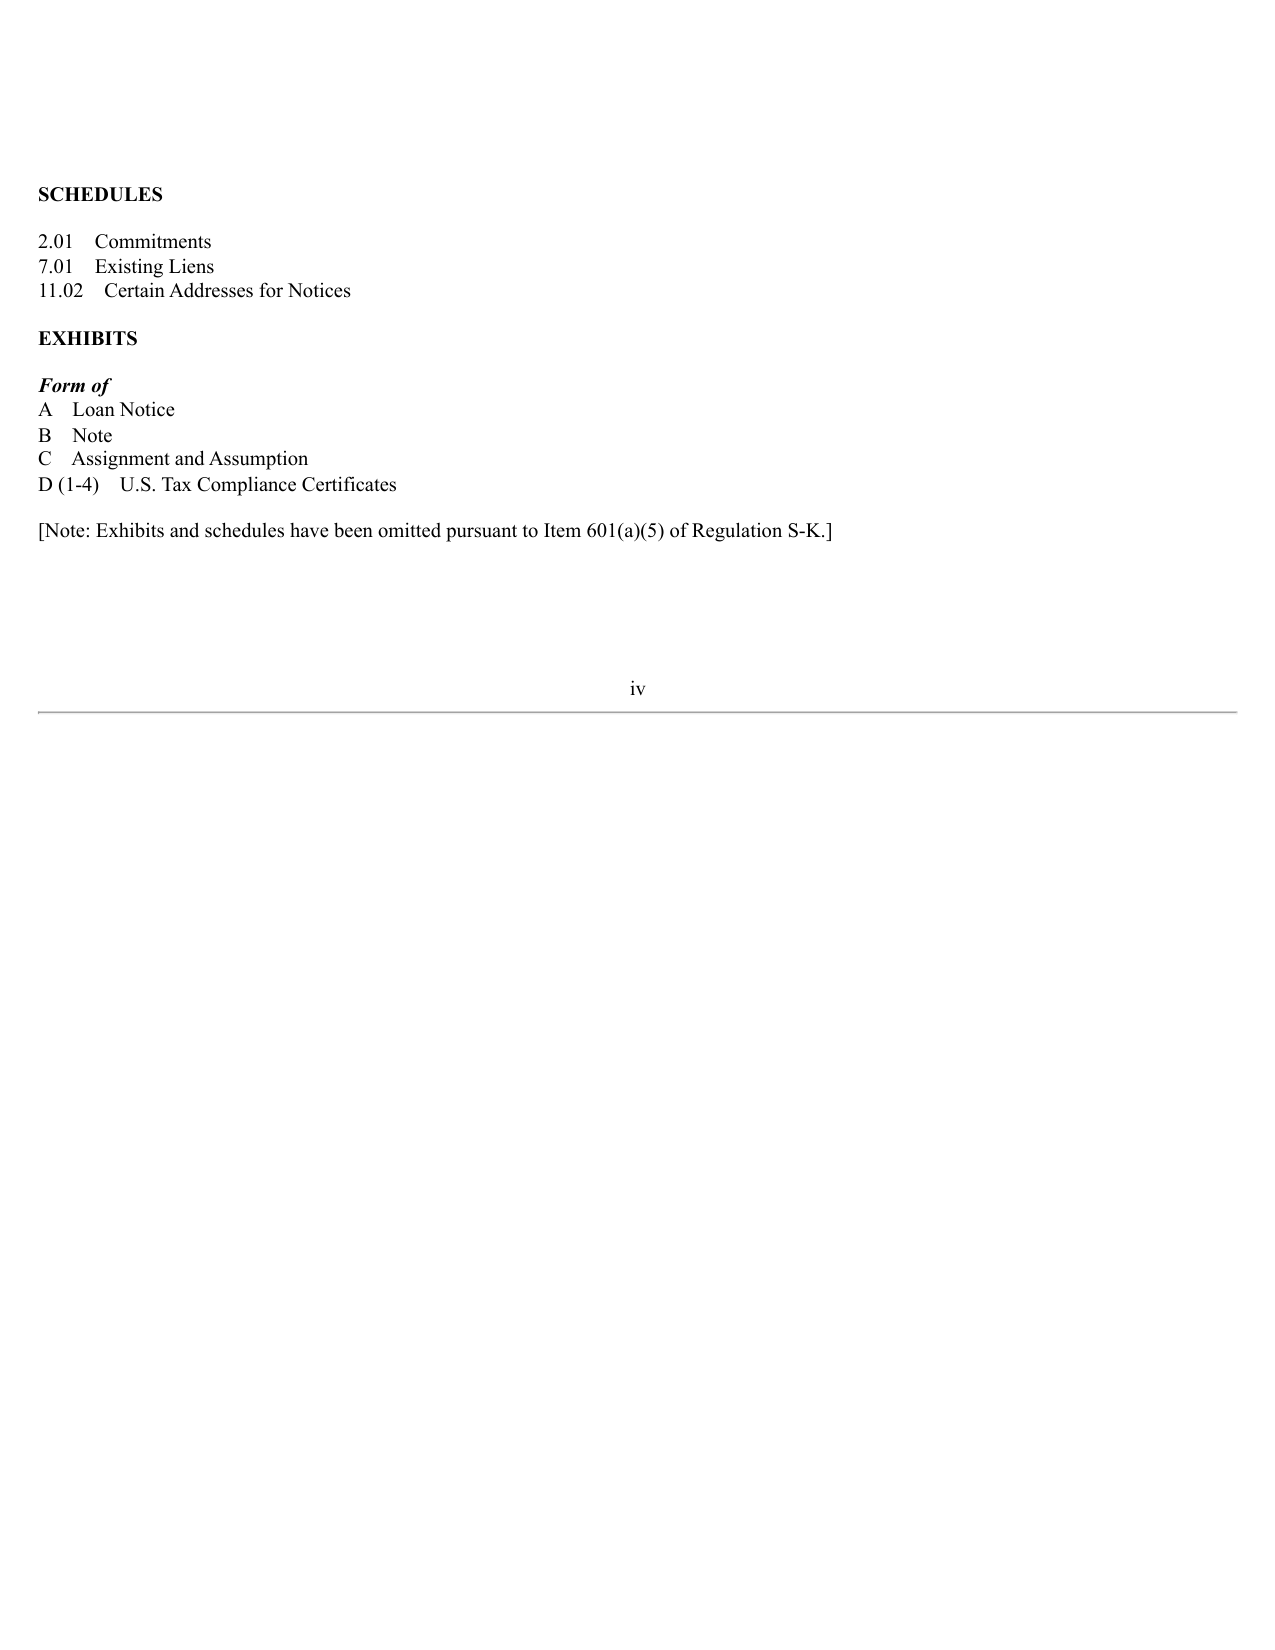 SCHEDULES
2.01 Commitments
7.01 Existing Liens
11.02 Certain Addresses for Notices
EXHIBITS
Form of
A Loan Notice
B Note
C Assignment and Assumption
D (1-4) U.S. Tax Compliance Certificates
[Note: Exhibits and schedules have been omitted pursuant to Item 601(a)(5) of Regulation S-K.]
iv